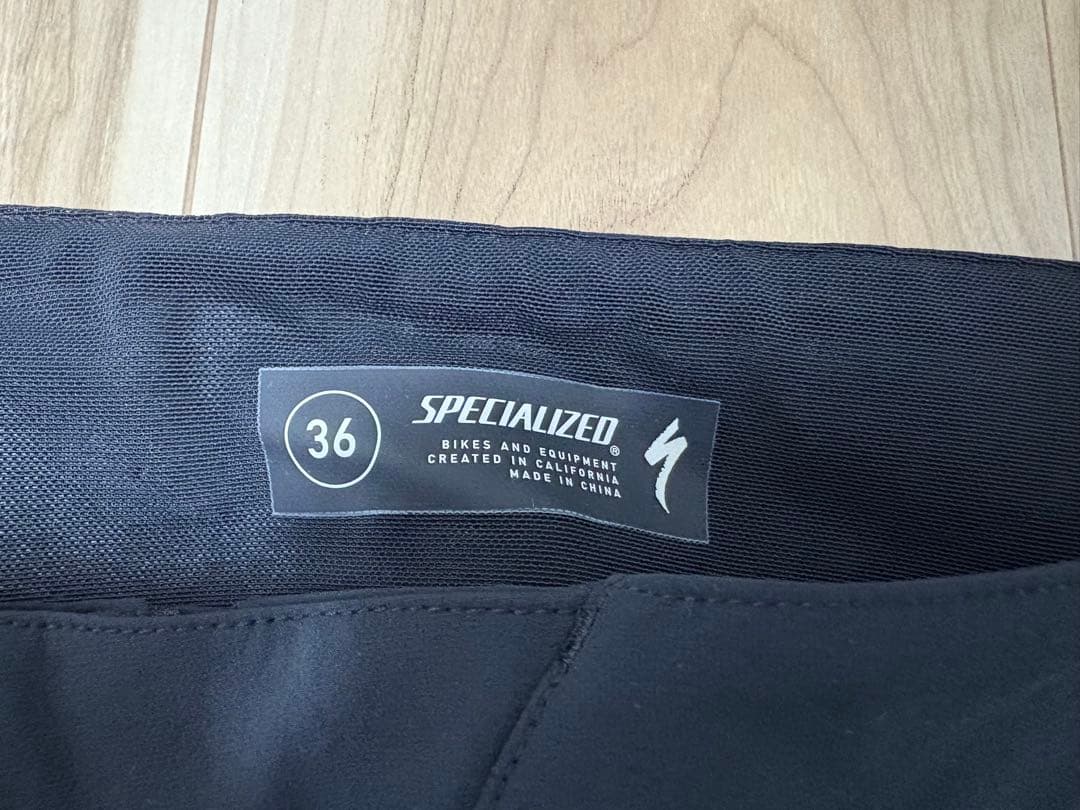 36
SPECIALIZED®
BIKES AND EQUIPMENT
CREATED IN CALIFORNIA
MADE IN CHINA